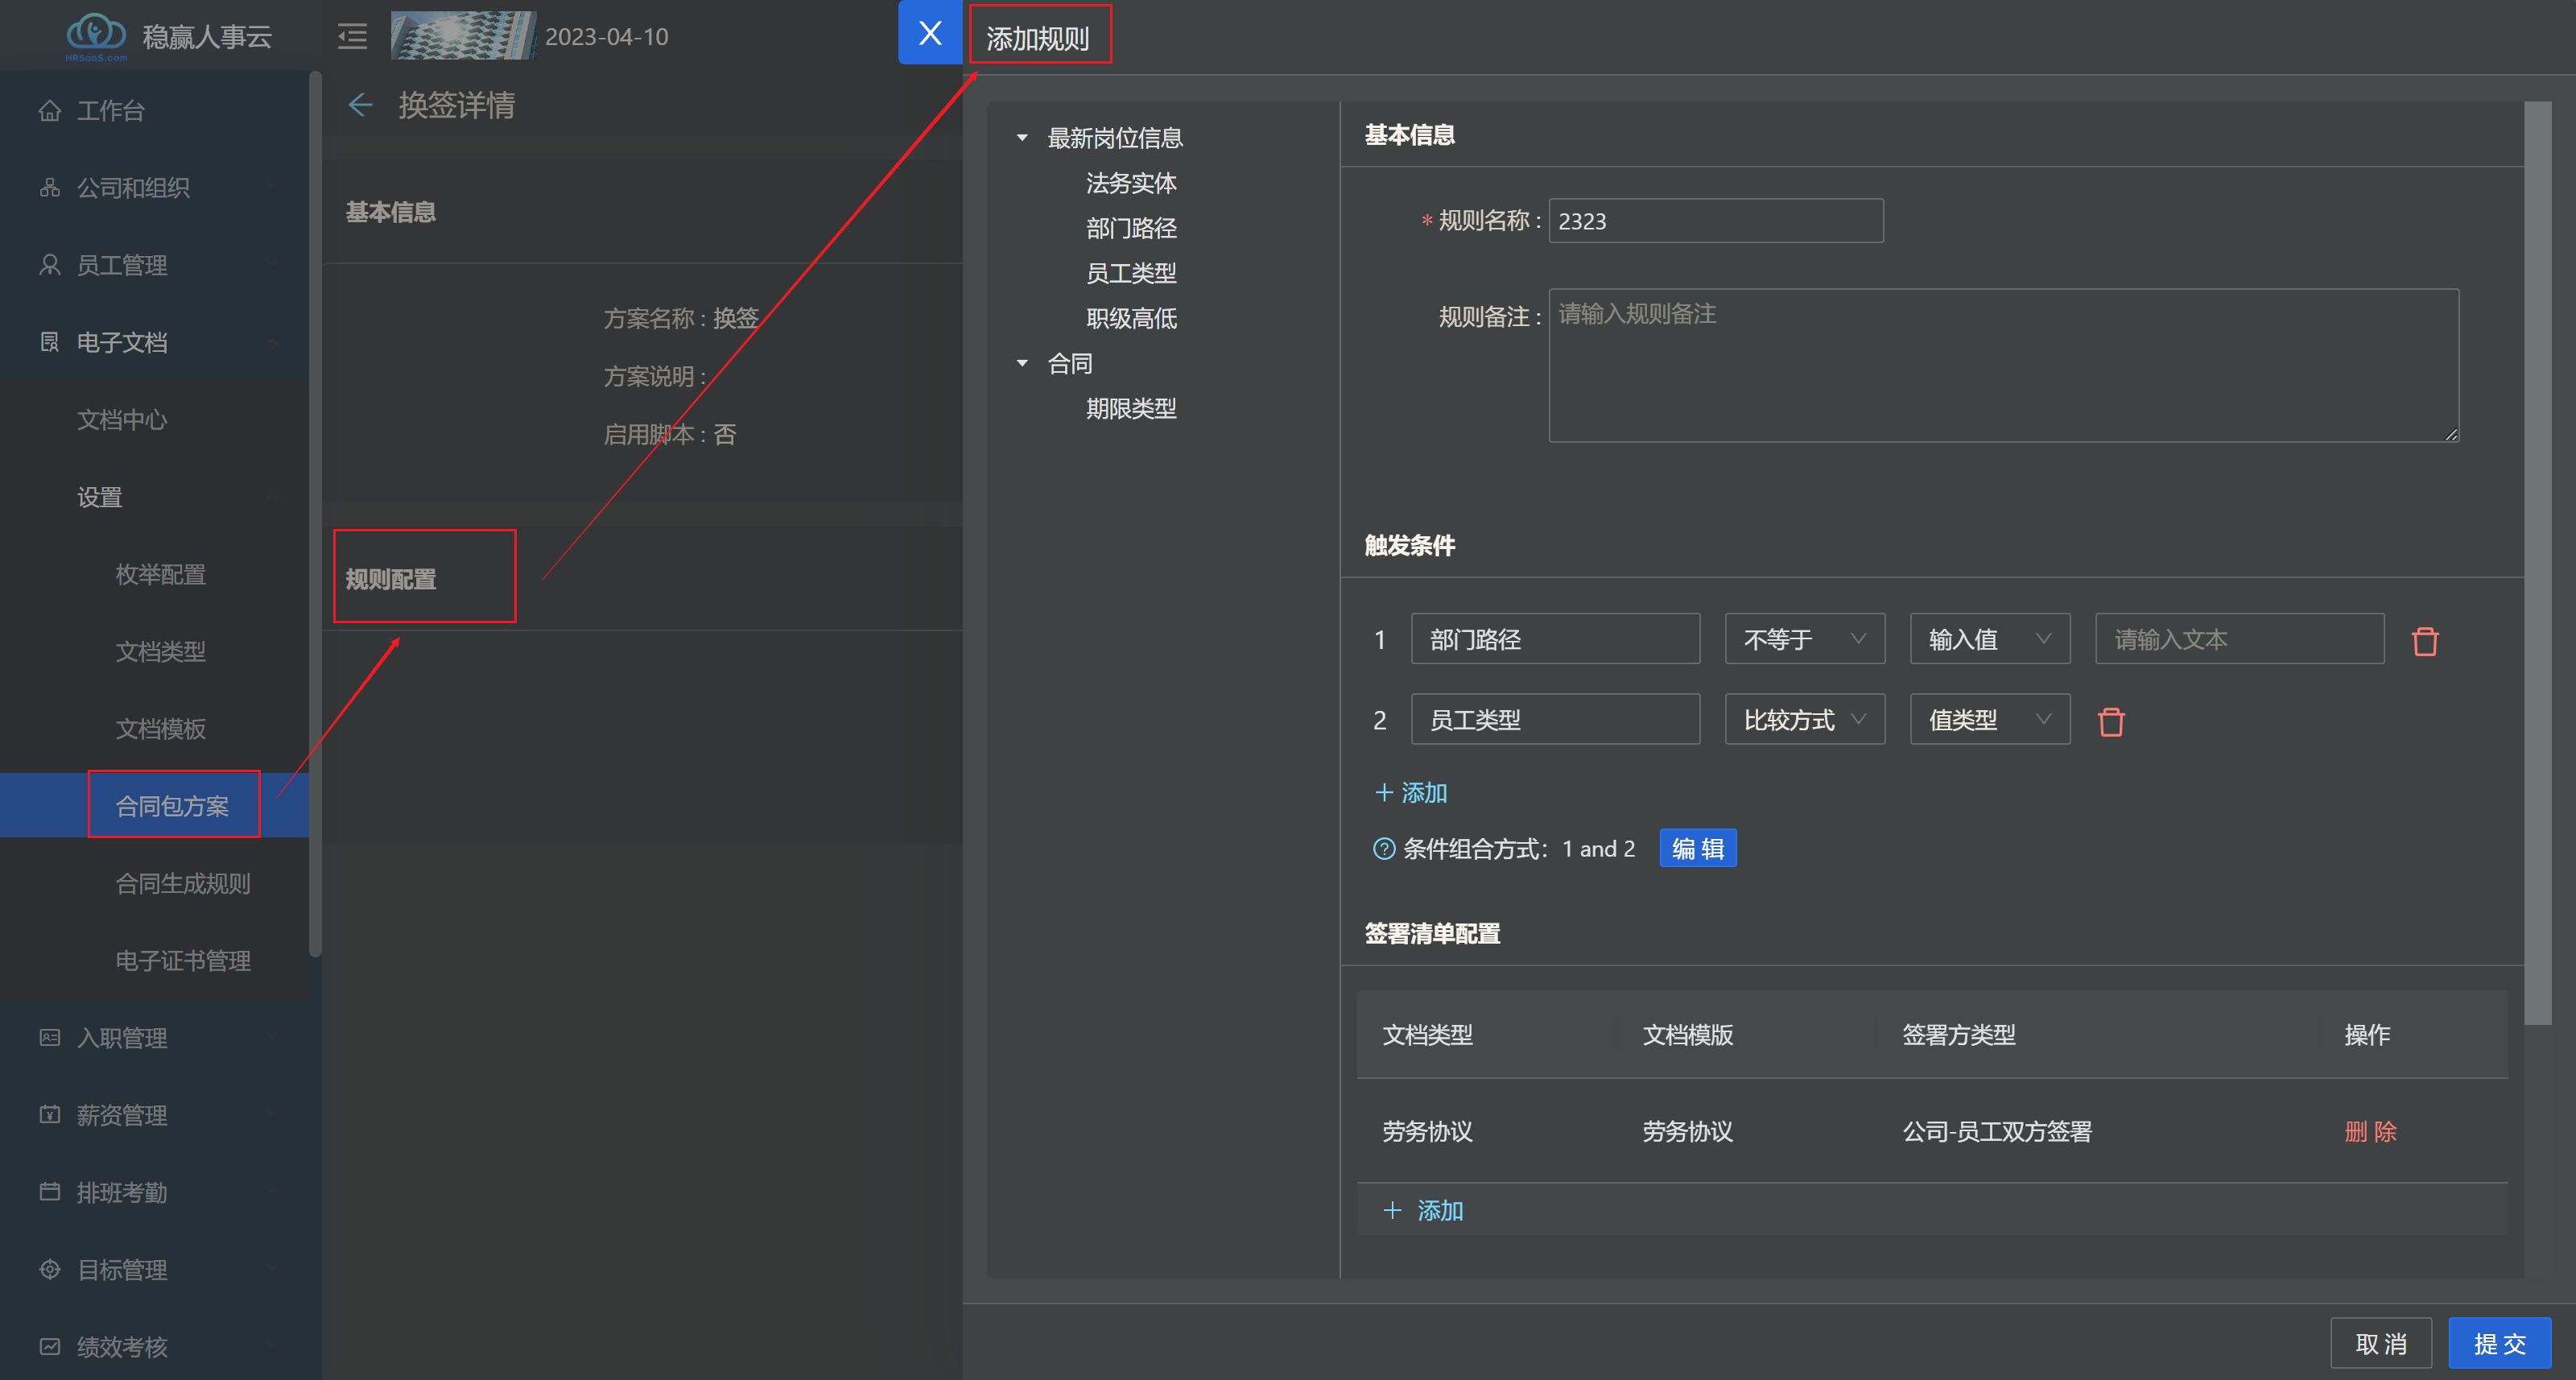 HRSaaS.com
稳赢人事云
2023-04-10
工作台
公司和组织
员工管理
电子文档
文档中心
设置
枚举配置
文档类型
文档模板
合同包方案
合同生成规则
电子证书管理
入职管理
薪资管理
排班考勤
目标管理
绩效考核
换签详情
基本信息
方案名称 : 换签
方案说明 :
启用脚本 : 否
规则配置
添加规则
最新岗位信息
法务实体
部门路径
员工类型
职级高低
合同
期限类型
基本信息
* 规则名称 : 2323
规则备注 : 请输入规则备注
触发条件
1 部门路径 不等于 输入值 请输入文本
2 员工类型 比较方式 值类型
+ 添加
? 条件组合方式: 1 and 2 编 辑
签署清单配置
文档类型 文档模版 签署方类型 操作
劳务协议 劳务协议 公司-员工双方签署 删 除
+ 添加
取 消 提 交